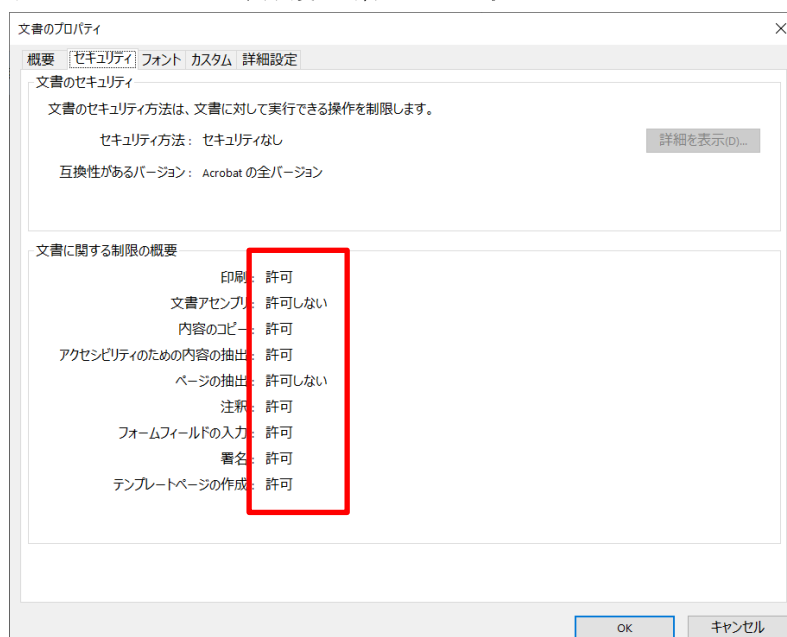 文書のプロパティ
概要 セキュリティ フォント カスタム 詳細設定
文書のセキュリティ
文書のセキュリティ方法は、文書に対して実行できる操作を制限します。
セキュリティ方法： セキュリティなし 詳細を表示(D)...
互換性があるバージョン： Acrobat の全バージョン
文書に関する制限の概要
印刷： 許可
文書アセンブリ： 許可しない
内容のコピー： 許可
アクセシビリティのための内容の抽出： 許可
ページの抽出： 許可しない
注釈： 許可
フォームフィールドの入力： 許可
署名： 許可
テンプレートページの作成： 許可
OK キャンセル